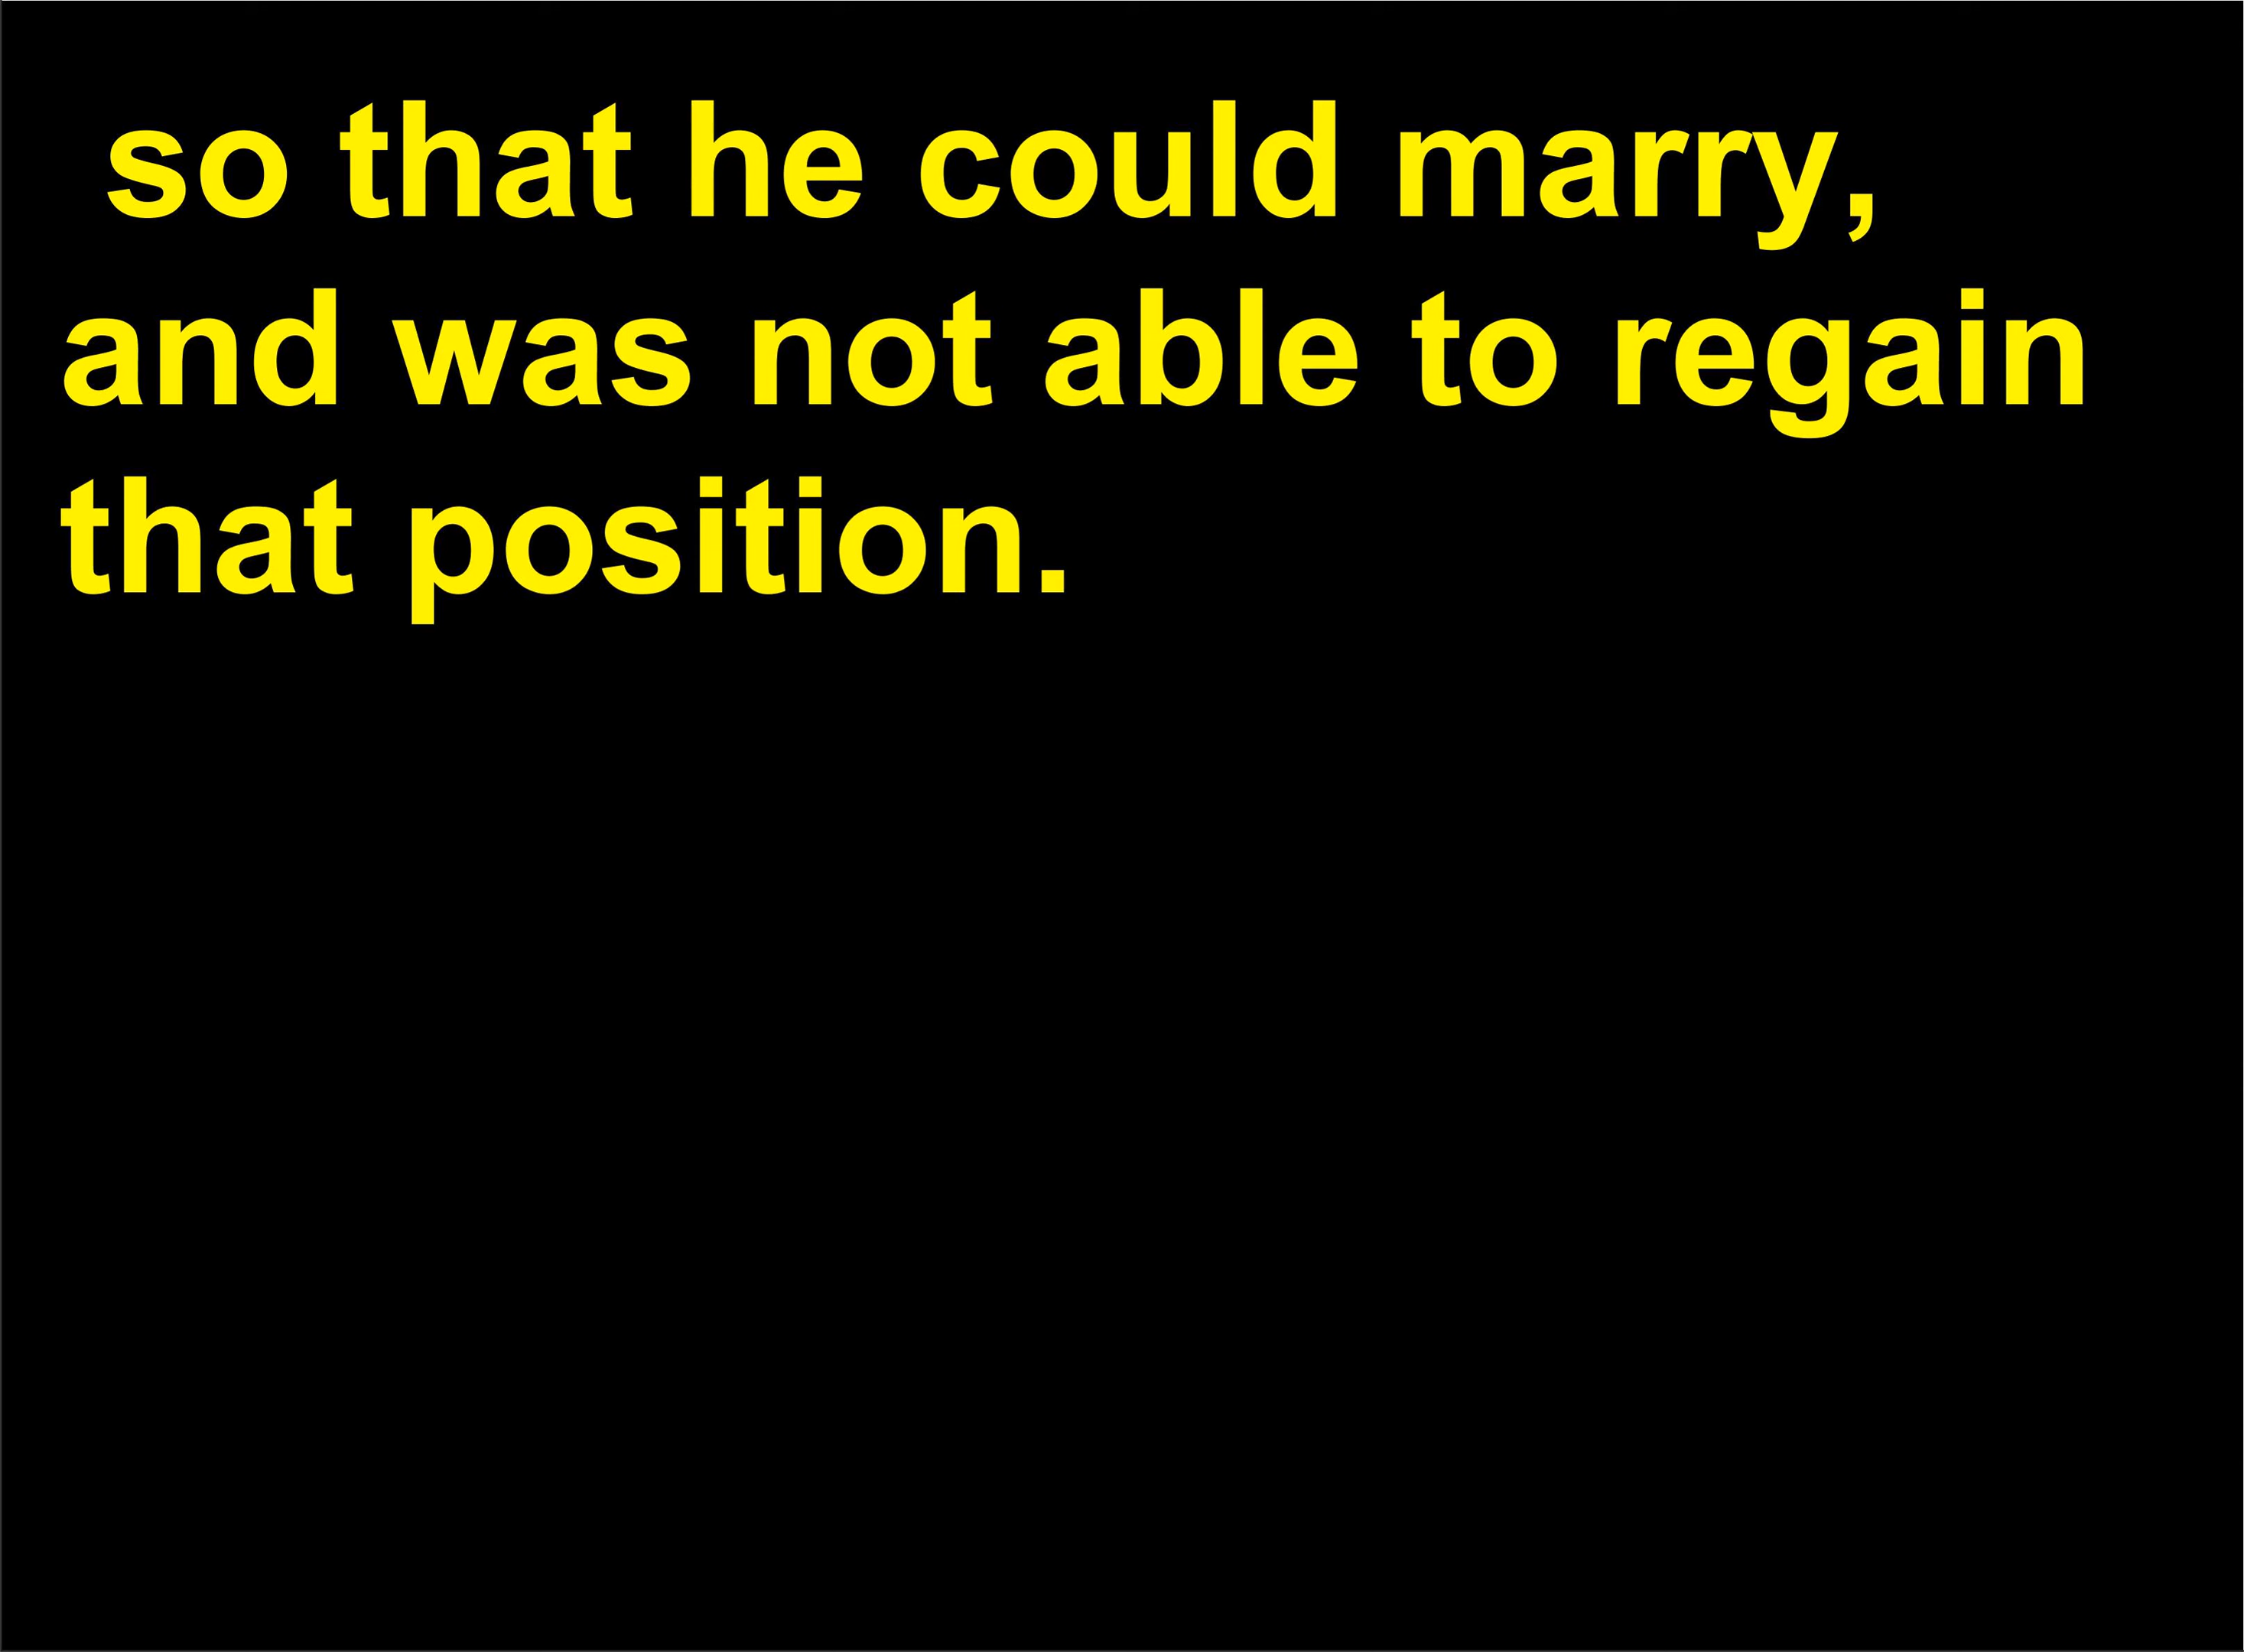 so that he could marry,
and was not able to regain
that position.